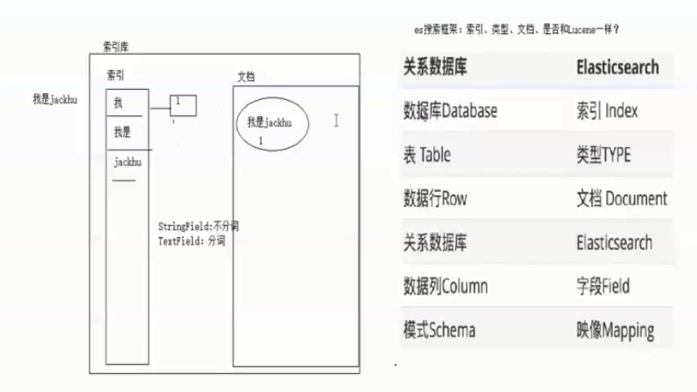 索引库
索引
文档
我是jackhu
我
1
我是
jackhu
我是jackhu
1
StringField:不分词
TextField: 分词
es搜索框架: 索引、类型、文档、是否和Lucene一样?
关系数据库 Elasticsearch
数据库Database 索引 Index
表 Table 类型TYPE
数据行Row 文档 Document
关系数据库 Elasticsearch
数据列Column 字段Field
模式Schema 映像Mapping